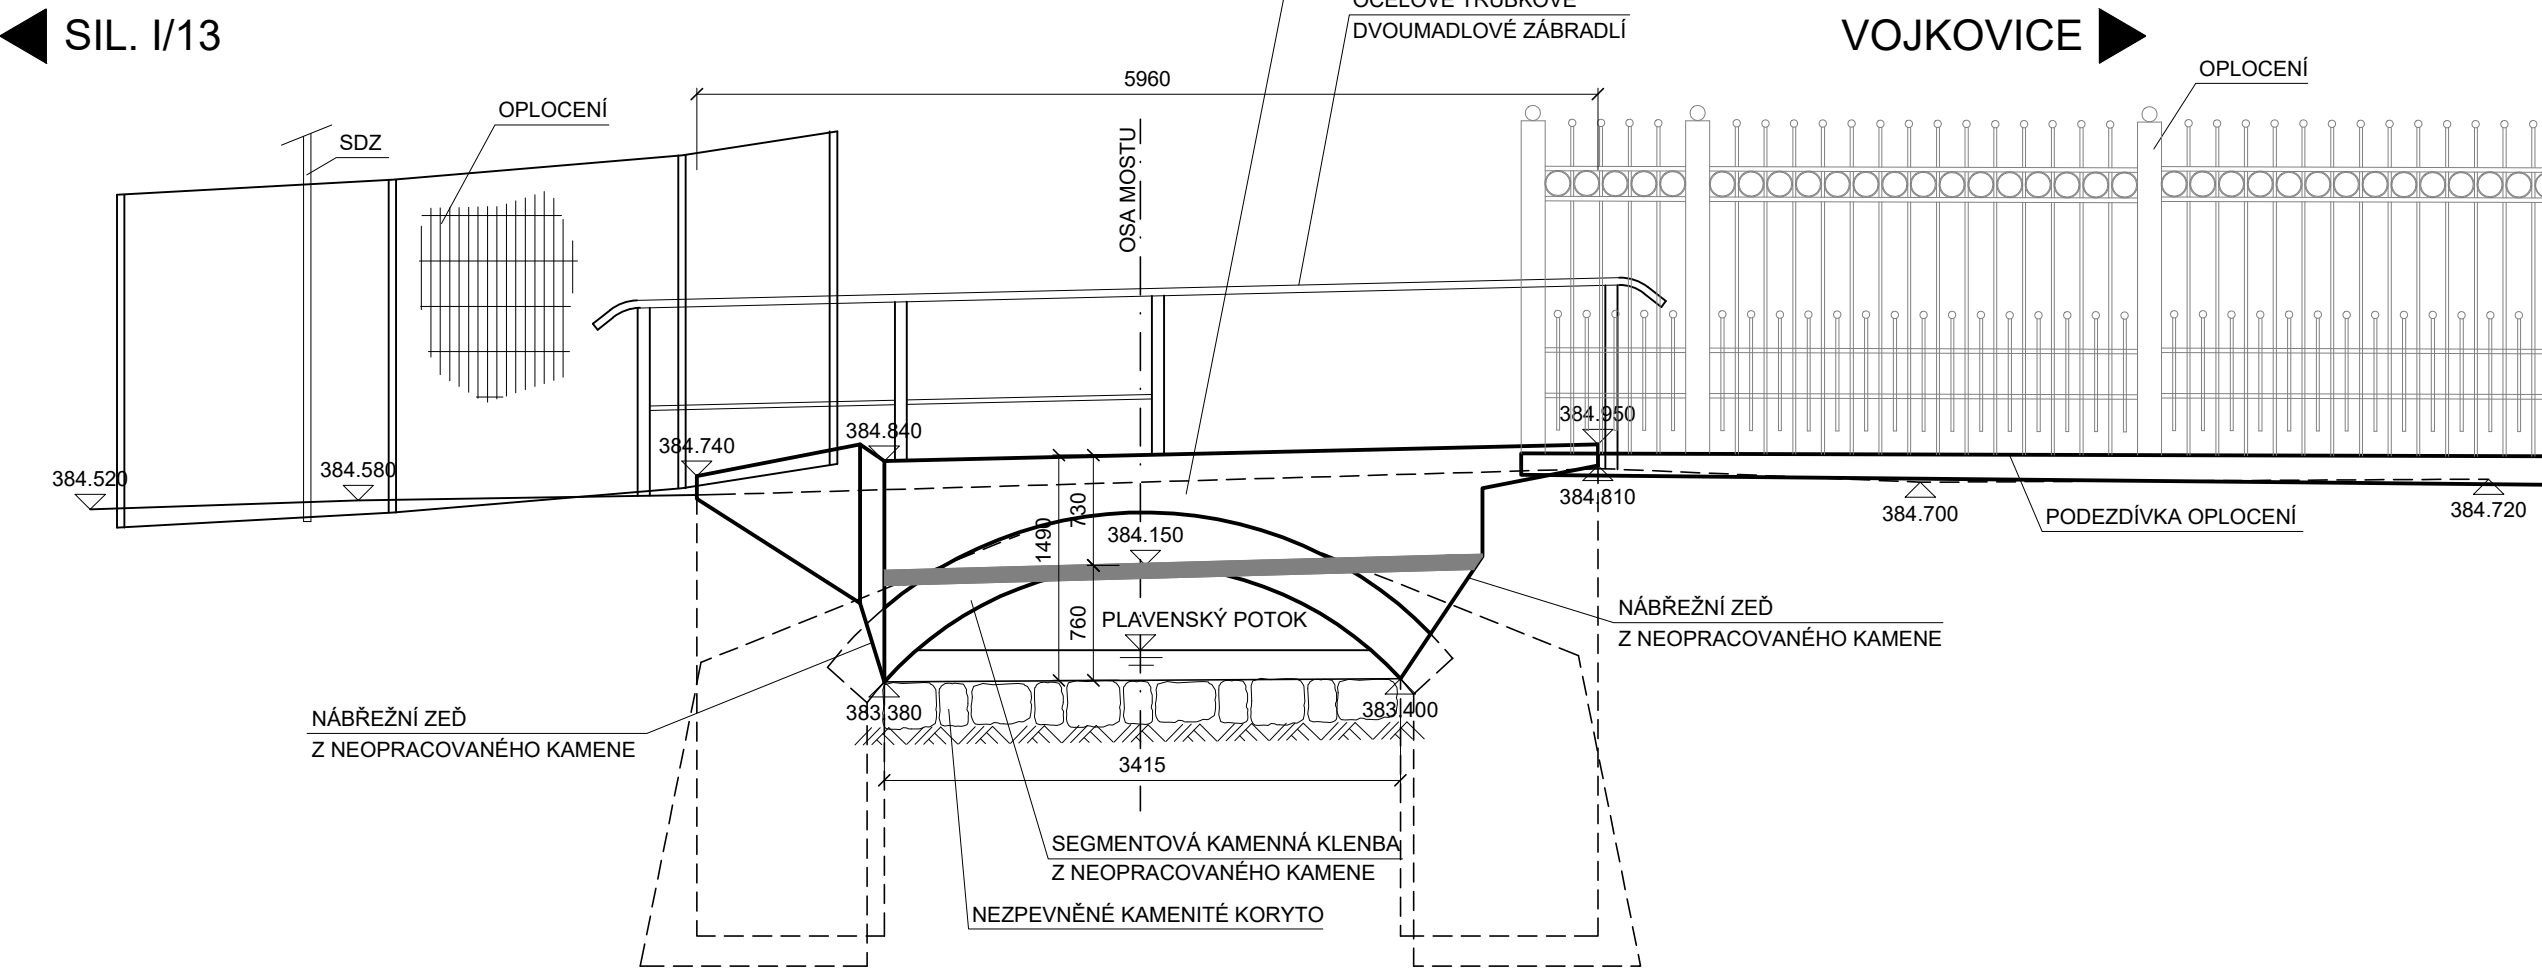 OCELOVÉ TRUBKOVÉ
DVOUMADLOVÉ ZÁBRADLÍ
SIL. I/13
VOJKOVICE
OPLOCENÍ
5960
OPLOCENÍ
SDZ
OSA MOSTU
384.950
384.840
384.740
384.580
384.520
384.810
384.700
PODEZDÍVKA OPLOCENÍ
384.720
1490
730
384.150
760
PLAVENSKÝ POTOK
NÁBŘEŽNÍ ZEĎ
Z NEOPRACOVANÉHO KAMENE
383.380
383.400
NÁBŘEŽNÍ ZEĎ
Z NEOPRACOVANÉHO KAMENE
3415
SEGMENTOVÁ KAMENNÁ KLENBA
Z NEOPRACOVANÉHO KAMENE
NEZPEVNĚNÉ KAMENITÉ KORYTO